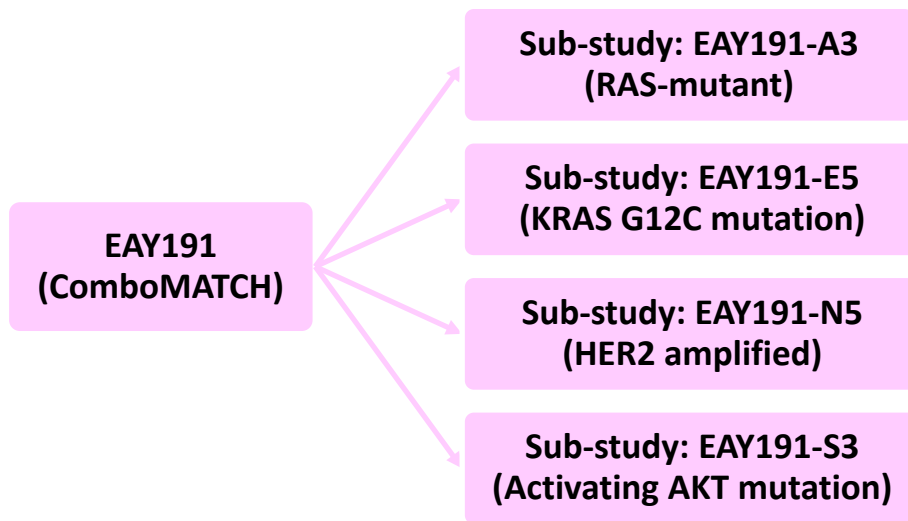 Sub-study: EAY191-A3
(RAS-mutant)
Sub-study: EAY191-E5
(KRAS G12C mutation)
EAY191
(ComboMATCH)
Sub-study: EAY191-N5
(HER2 amplified)
Sub-study: EAY191-S3
(Activating AKT mutation)